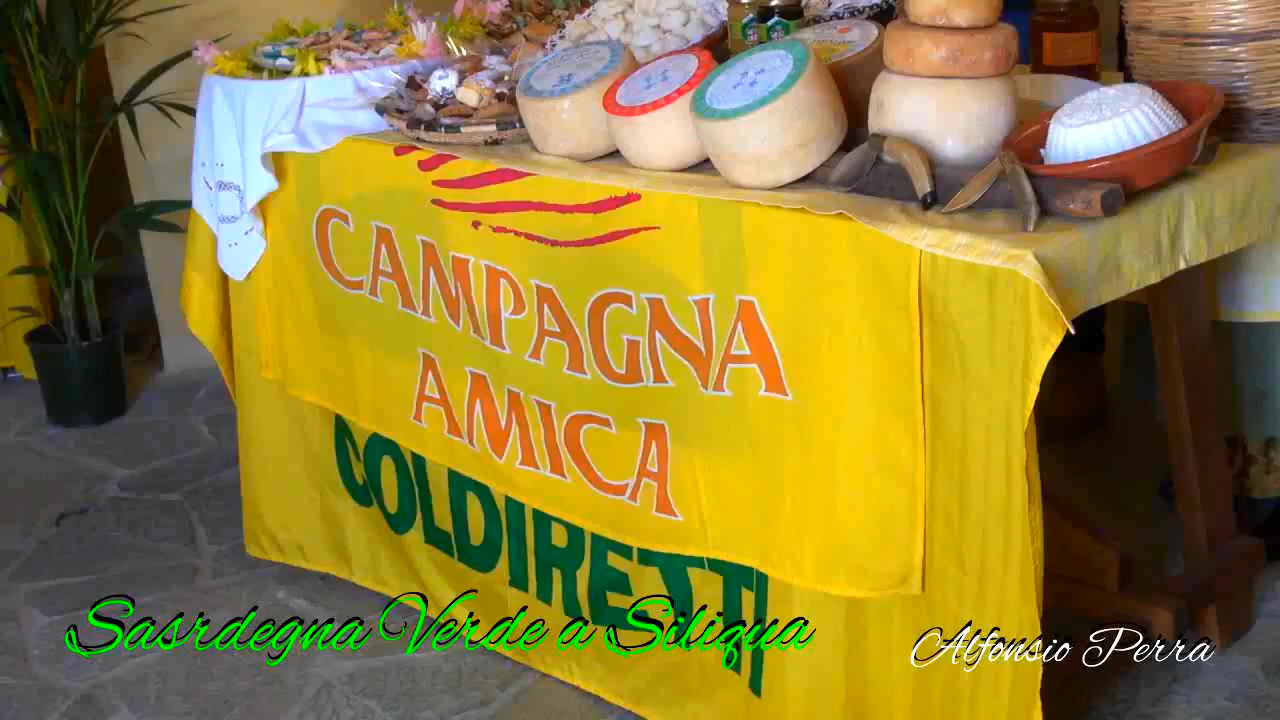 CAMPAGNA
AMICA
COLDIRETTI
Sasrdegna Verde a Siliqua
Alfonsio Perra